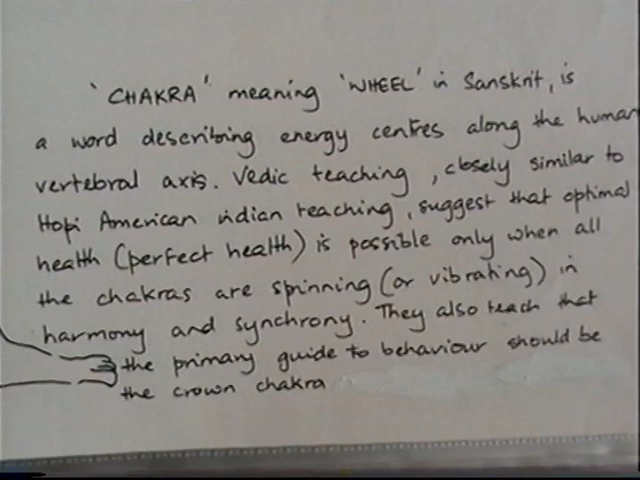 'CHAKRA' meaning 'WHEEL' in Sanskrit, is
a word describing energy centres along the human
vertebral axis. Vedic teaching, closely similar to
Hopi American indian teaching, suggest that optimal
health (perfect health) is possible only when all
the chakras are spinning (or vibrating) in
harmony and synchrony. They also teach that
the primary guide to behaviour should be
the crown chakra